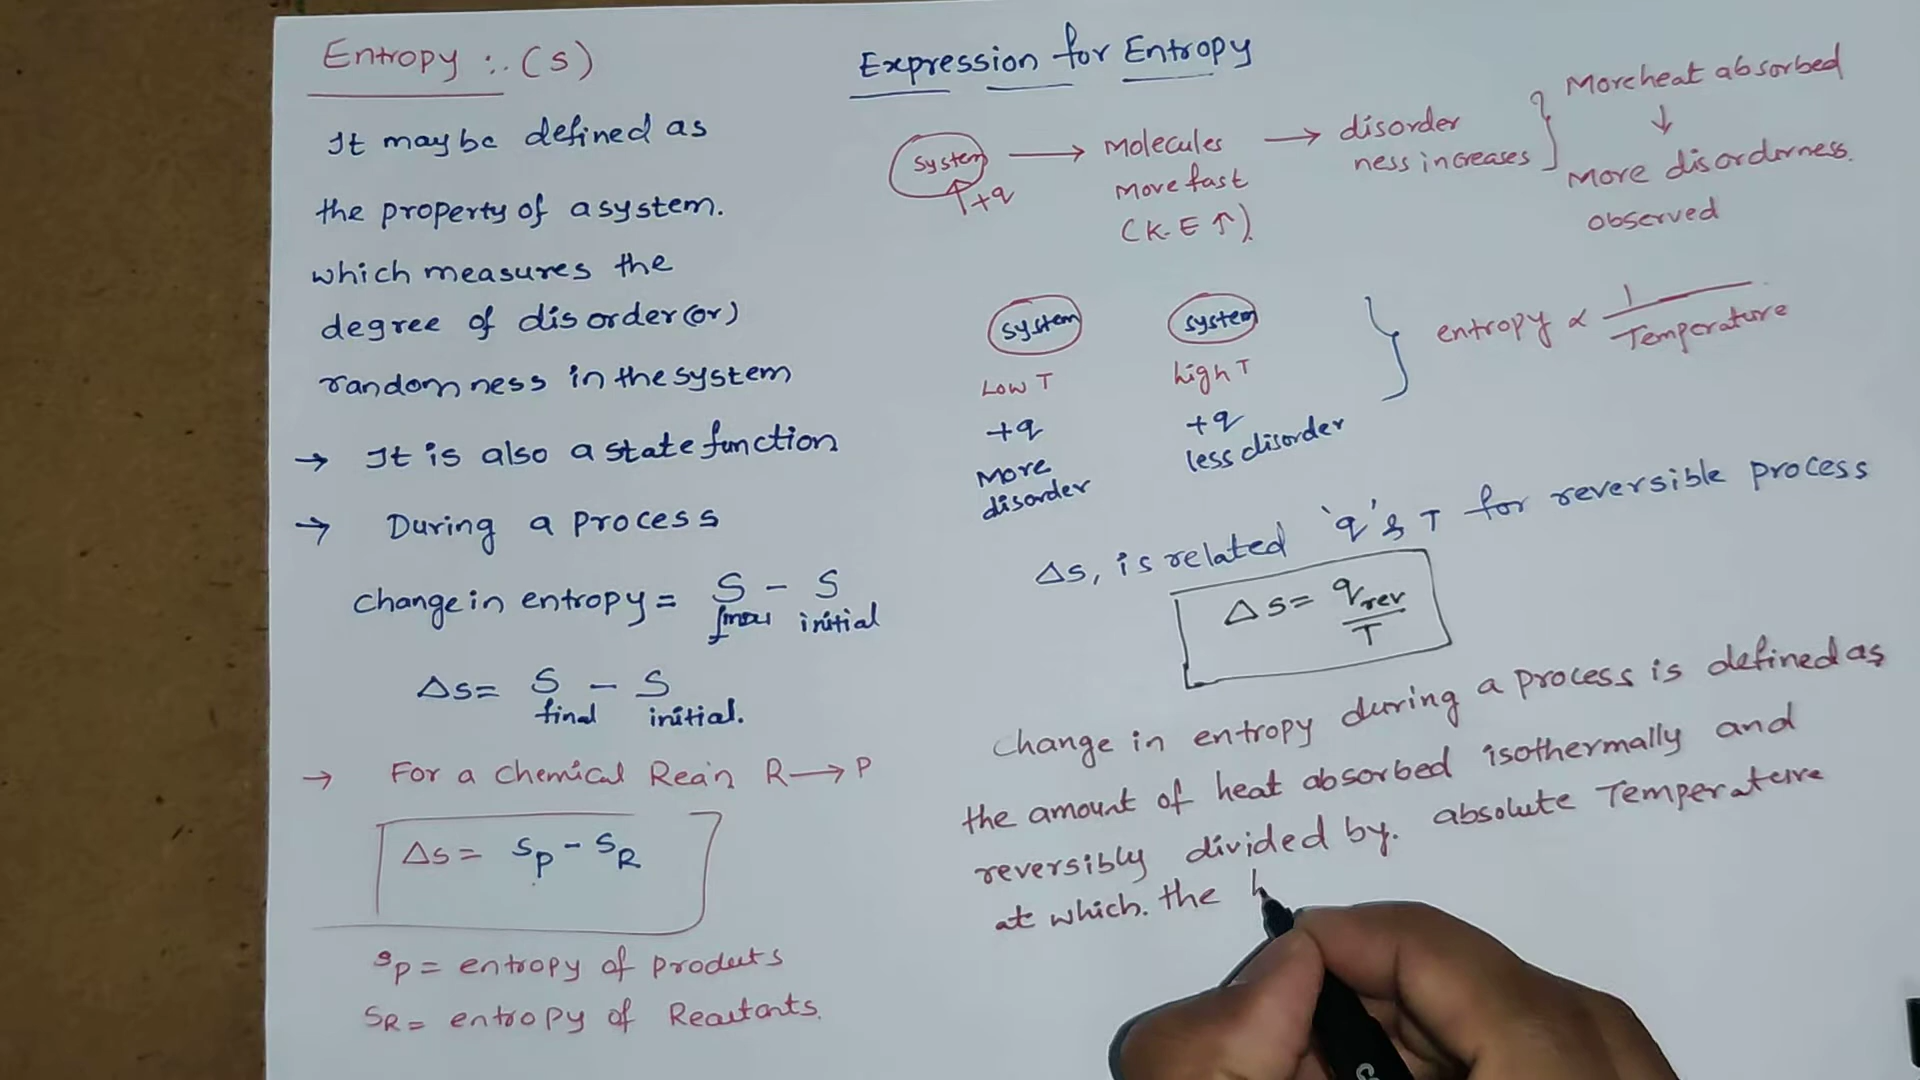 Entropy :. (S)
It may be defined as
the property of a system.
which measures the
degree of disorder (or)
randomness in the system
→ It is also a state function
→ During a process
change in entropy = S final - S initial
ΔS = S final - S initial.
→ For a Chemical Rea'n R → P
ΔS = SP - SR
SP = entropy of produts
SR = entropy of Reactants.
Expression for Entropy
System → Molecules → disorder
+q
Move fast
ness increases
(K.E ↑).
More heat absorbed
↓
More disorderness.
observed
System System
Low T high T
+q +q
More disorder less disorder
entropy ∝ 1/Temperature
ΔS, is related 'q' & T for reversible process
ΔS = qrev/T
Change in entropy during a process is defined as
the amount of heat absorbed isothermally and
reversibly divided by. absolute Temperature
at which. the h